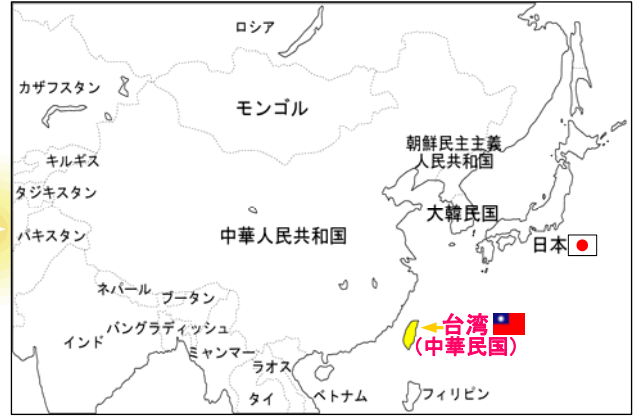 ロシア
カザフスタン
モンゴル
朝鮮民主主義
人民共和国
キルギス
タジキスタン
大韓民国
パキスタン
中華人民共和国
日本
ネパール
ブータン
台湾
バングラディッシュ
インド
(中華民国)
ミャンマー
ラオス
タイ
ベトナム
フィリピン